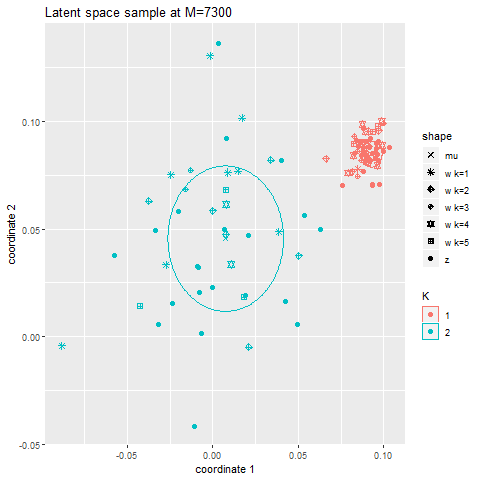 Latent space sample at M=7300
0.10
0.05
0.00
-0.05
coordinate 2
-0.05
0.00
0.05
0.10
coordinate 1
shape
mu
w k=1
w k=2
w k=3
w k=4
w k=5
z
K
1
2